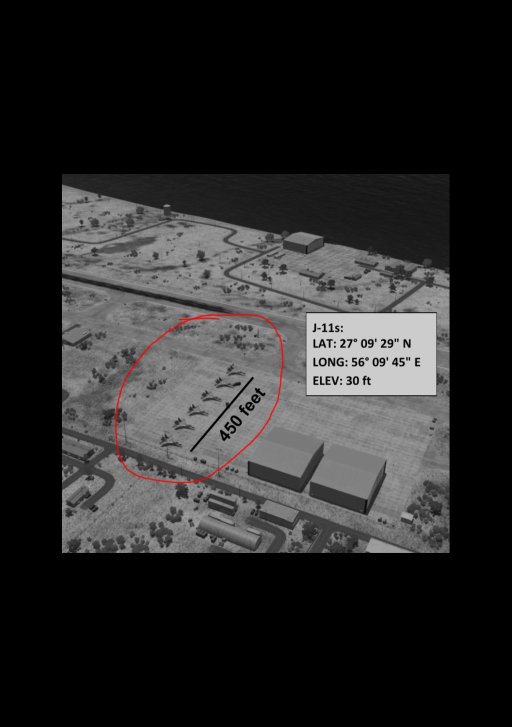 J-11s:
LAT: 27° 09' 29" N
LONG: 56° 09' 45" E
ELEV: 30 ft
450 feet